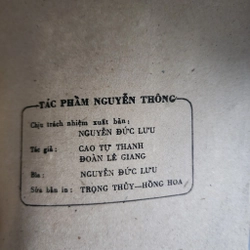 TÁC PHẨM NGUYỄN THÔNG
Chịu trách nhiệm xuất bản:
NGUYỄN ĐỨC LƯU
Tác giả: CAO TỰ THANH
ĐOÀN LÊ GIANG
Bìa: NGUYỄN ĐỨC LƯU
Sửa bản in: TRỌNG THỦY—HỒNG HOA